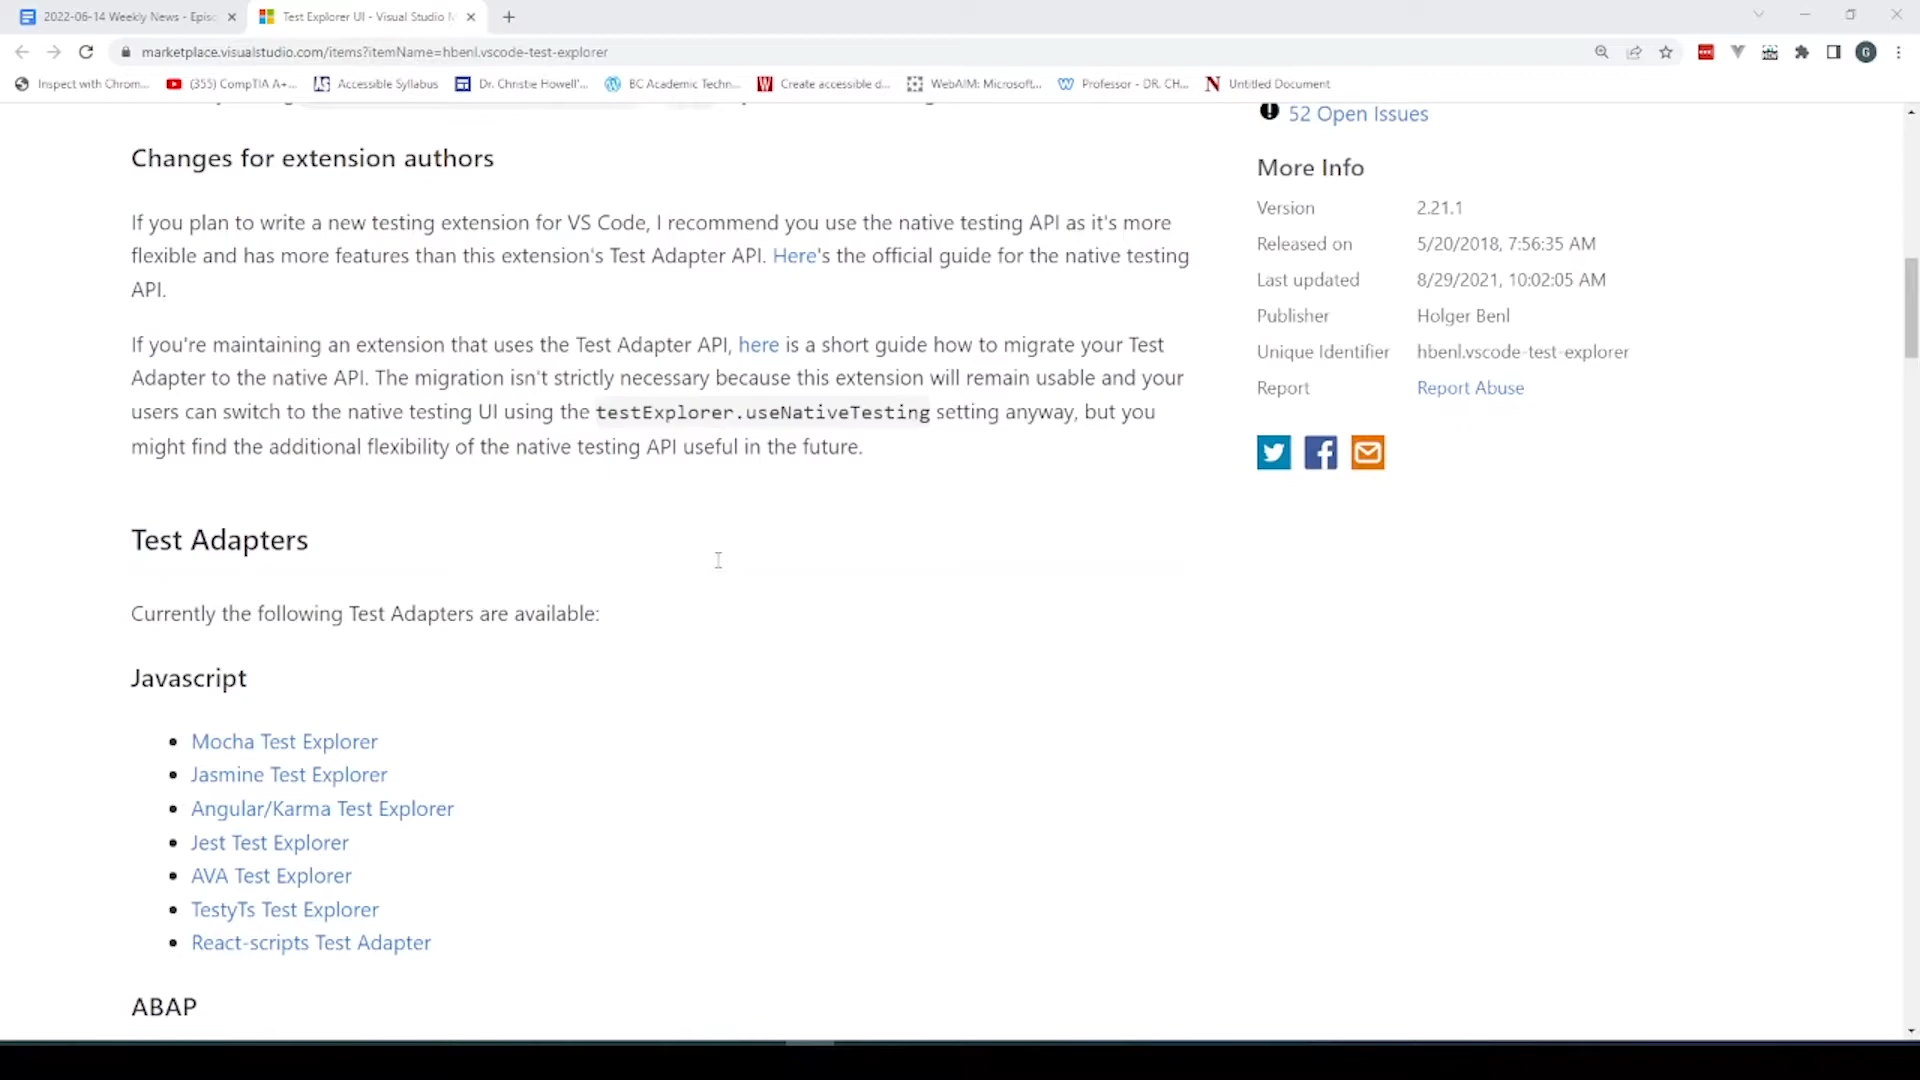 2022-06-14 Weekly News - Epis
Test Explorer UI - Visual Studio M
marketplace.visualstudio.com/items?itemName=hbenl.vscode-test-explorer
G
Inspect with Chrom...
(355) CompTIA A+...
Accessible Syllabus
Dr. Christie Howell'...
BC Academic Techn...
Create accessible d...
WebAIM: Microsoft...
Professor - DR. CH...
Untitled Document
52 Open Issues
Changes for extension authors
If you plan to write a new testing extension for VS Code, I recommend you use the native testing API as it's more
flexible and has more features than this extension's Test Adapter API. Here's the official guide for the native testing
API.
If you're maintaining an extension that uses the Test Adapter API, here is a short guide how to migrate your Test
Adapter to the native API. The migration isn't strictly necessary because this extension will remain usable and your
users can switch to the native testing UI using the testExplorer.useNativeTesting setting anyway, but you
might find the additional flexibility of the native testing API useful in the future.
More Info
Version 2.21.1
Released on 5/20/2018, 7:56:35 AM
Last updated 8/29/2021, 10:02:05 AM
Publisher Holger Benl
Unique Identifier hbenl.vscode-test-explorer
Report Report Abuse
Test Adapters
Currently the following Test Adapters are available:
Javascript
Mocha Test Explorer
Jasmine Test Explorer
Angular/Karma Test Explorer
Jest Test Explorer
AVA Test Explorer
TestyTs Test Explorer
React-scripts Test Adapter
ABAP